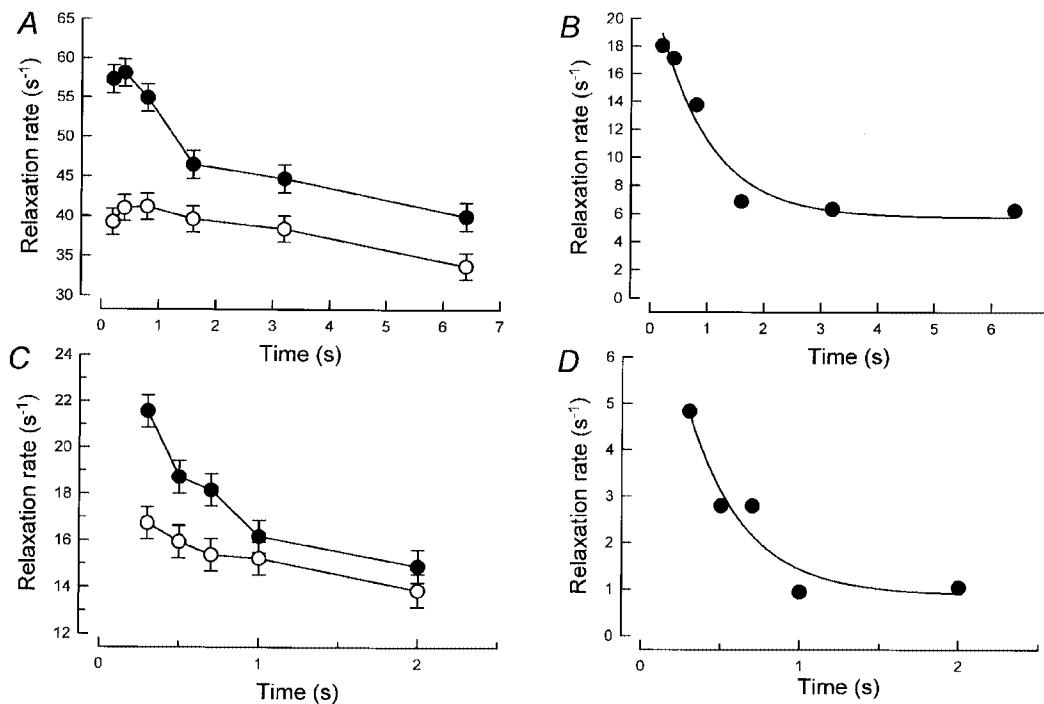 A
Relaxation rate (s⁻¹)
65
60
55
50
45
40
35
30
0 1 2 3 4 5 6 7
Time (s)
B
Relaxation rate (s⁻¹)
20
18
16
14
12
10
8
6
4
2
0
0 1 2 3 4 5 6
Time (s)
C
Relaxation rate (s⁻¹)
24
22
20
18
16
14
12
0 1 2
Time (s)
D
Relaxation rate (s⁻¹)
6
5
4
3
2
1
0
0 1 2
Time (s)